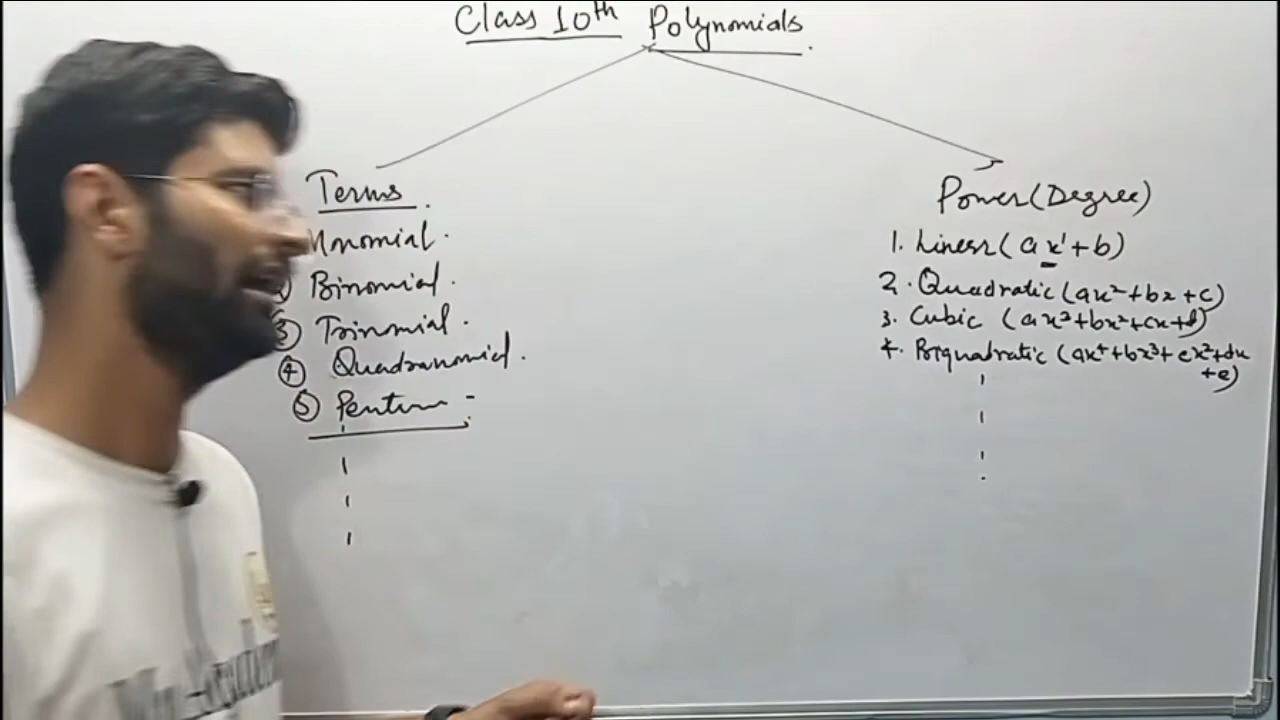 Class 10th Polynomials.
Terms.
Monomial.
Binomial.
③ Trinomial.
④ Quadranomial.
⑤
Power(Degree)
1. Linear(ax¹+b)
2. Quadratic(ax²+bx+c)
3. Cubic (ax³+bx²+cx+d)
4. Biquadratic (ax⁴+bx³+cx²+dx
+e)